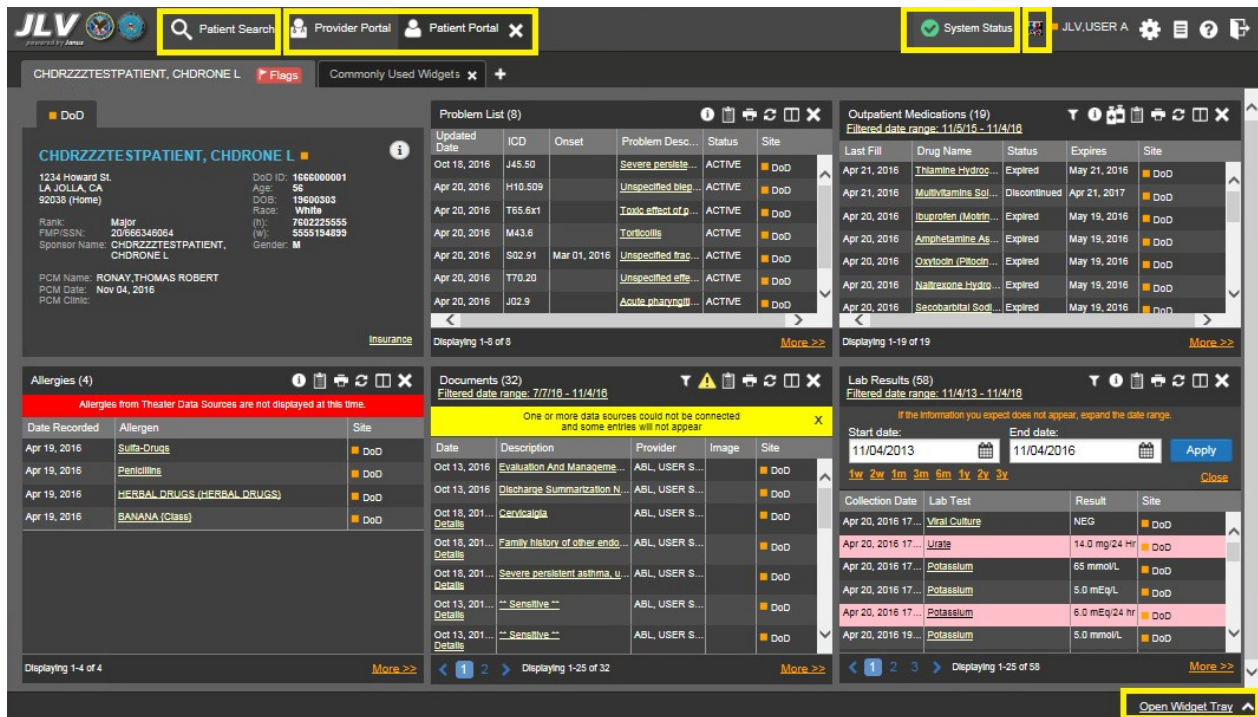 JLV
powered by Janus
Patient Search
Provider Portal
Patient Portal
System Status
JLV,USER A
CHDRZZZTESTPATIENT, CHDRONE L
Flags
Commonly Used Widgets
DoD
CHDRZZZTESTPATIENT, CHDRONE L
1234 Howard St.
LA JOLLA, CA
92038 (Home)
DoD ID: 1666000001
Age: 56
DOB: 19600303
Race: White
Rank: Major
(h): 7602225555
FMP/SSN: 20/666346064
(w): 5555194899
Sponsor Name: CHDRZZZTESTPATIENT,
CHDRONE L
Gender: M
PCM Name: RONAY,THOMAS ROBERT
PCM Date: Nov 04, 2016
PCM Clinic:
Insurance
Problem List (8)
Updated Date ICD Onset Problem Desc... Status Site
Oct 18, 2016 J45.50 Severe persiste... ACTIVE DoD
Apr 20, 2016 H10.509 Unspecified blep... ACTIVE DoD
Apr 20, 2016 T65.6x1 Toxic effect of p... ACTIVE DoD
Apr 20, 2016 M43.6 Torticollis ACTIVE DoD
Apr 20, 2016 S02.91 Mar 01, 2016 Unspecified frac... ACTIVE DoD
Apr 20, 2016 T70.20 Unspecified effe... ACTIVE DoD
Apr 20, 2016 J02.9 Acute pharyngiti... ACTIVE DoD
Displaying 1-8 of 8
More >>
Outpatient Medications (19)
Filtered date range: 11/5/15 - 11/4/16
Last Fill Drug Name Status Expires Site
Apr 21, 2016 Thiamine Hydroc... Expired May 21, 2016 DoD
Apr 21, 2016 Multivitamins Sol... Discontinued Apr 21, 2017 DoD
Apr 20, 2016 Ibuprofen (Motrin... Expired May 19, 2016 DoD
Apr 20, 2016 Amphetamine As... Expired May 19, 2016 DoD
Apr 20, 2016 Oxytocin (Pitocin... Expired May 19, 2016 DoD
Apr 20, 2016 Naltrexone Hydro... Expired May 19, 2016 DoD
Apr 20, 2016 Secobarbital Sodi... Expired May 19, 2016 DoD
Displaying 1-19 of 19
More >>
Allergies (4)
Allergies from Theater Data Sources are not displayed at this time.
Date Recorded Allergen Site
Apr 19, 2016 Sulfa-Drugs DoD
Apr 19, 2016 Penicillins DoD
Apr 19, 2016 HERBAL DRUGS (HERBAL DRUGS) DoD
Apr 19, 2016 BANANA {Class} DoD
Displaying 1-4 of 4
More >>
Documents (32)
Filtered date range: 7/7/16 - 11/4/16
One or more data sources could not be connected
and some entries will not appear
X
Date Description Provider Image Site
Oct 13, 2016 Evaluation And Manageme... ABL, USER S... DoD
Oct 13, 2016 Discharge Summarization N... ABL, USER S... DoD
Oct 18, 201... Details Cervicalgia ABL, USER S... DoD
Oct 18, 201... Details Family history of other endo... ABL, USER S... DoD
Oct 18, 201... Details Severe persistent asthma, u... ABL, USER S... DoD
Oct 13, 201... Details ** Sensitive ** ABL, USER S... DoD
Oct 13, 201... Details ** Sensitive ** ABL, USER S... DoD
1 2 Displaying 1-25 of 32
More >>
Lab Results (58)
Filtered date range: 11/4/13 - 11/4/16
If the information you expect does not appear, expand the date range.
Start date: End date:
11/04/2013 11/04/2016 Apply
1w 2w 1m 3m 6m 1y 2y 3y
Close
Collection Date Lab Test Result Site
Apr 20, 2016 17... Viral Culture NEG DoD
Apr 20, 2016 17... Urate 14.0 mg/24 Hr DoD
Apr 20, 2016 17... Potassium 65 mmol/L DoD
Apr 20, 2016 17... Potassium 5.0 mEq/L DoD
Apr 20, 2016 17... Potassium 6.0 mEq/24 hr DoD
Apr 20, 2016 19... Potassium 5.0 mmol/L DoD
1 2 3 Displaying 1-25 of 58
More >>
Open Widget Tray